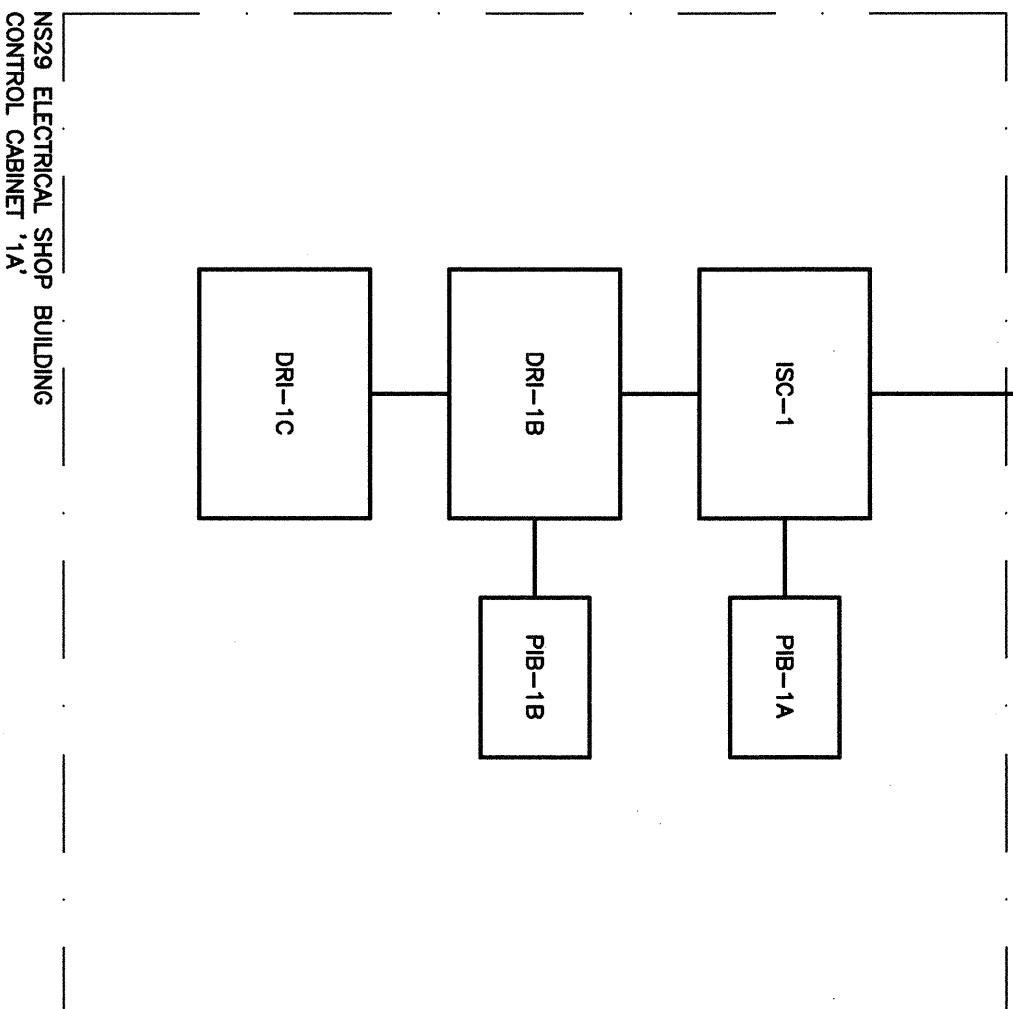 ISC-1
PIB-1A
DRI-1B
PIB-1B
DRI-1C
NS29 ELECTRICAL SHOP BUILDING
CONTROL CABINET '1A'